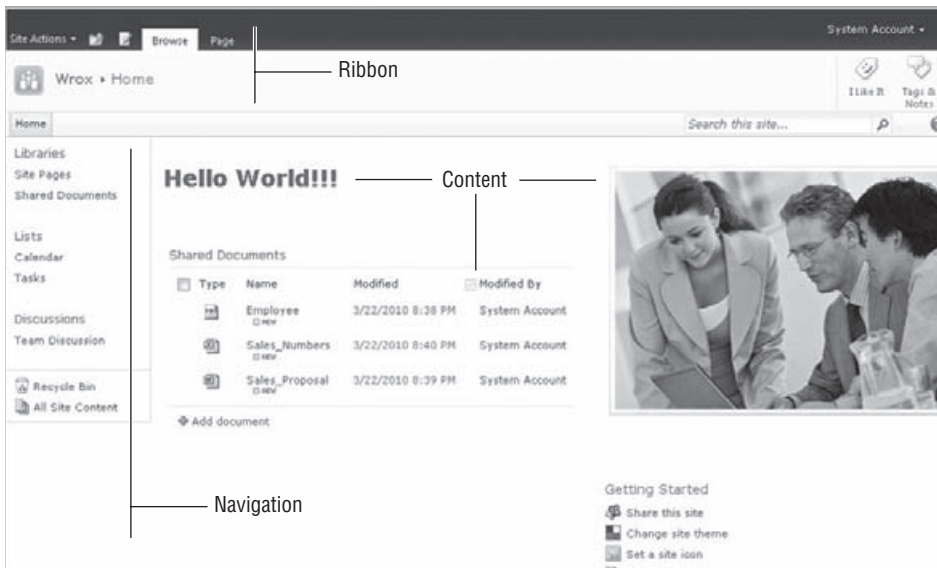 Site Actions
Browse
Page
System Account
Ribbon
Wrox ▸ Home
I Like It
Tags & Notes
Home
Search this site...
Libraries
Site Pages
Shared Documents
Hello World!!!
Content
Lists
Calendar
Tasks
Shared Documents
Type Name Modified Modified By
Employee 3/22/2010 8:38 PM System Account
NEW
Sales_Numbers 3/22/2010 8:40 PM System Account
NEW
Sales_Proposal 3/22/2010 8:39 PM System Account
NEW
Add document
Discussions
Team Discussion
Recycle Bin
All Site Content
Navigation
Getting Started
Share this site
Change site theme
Set a site icon